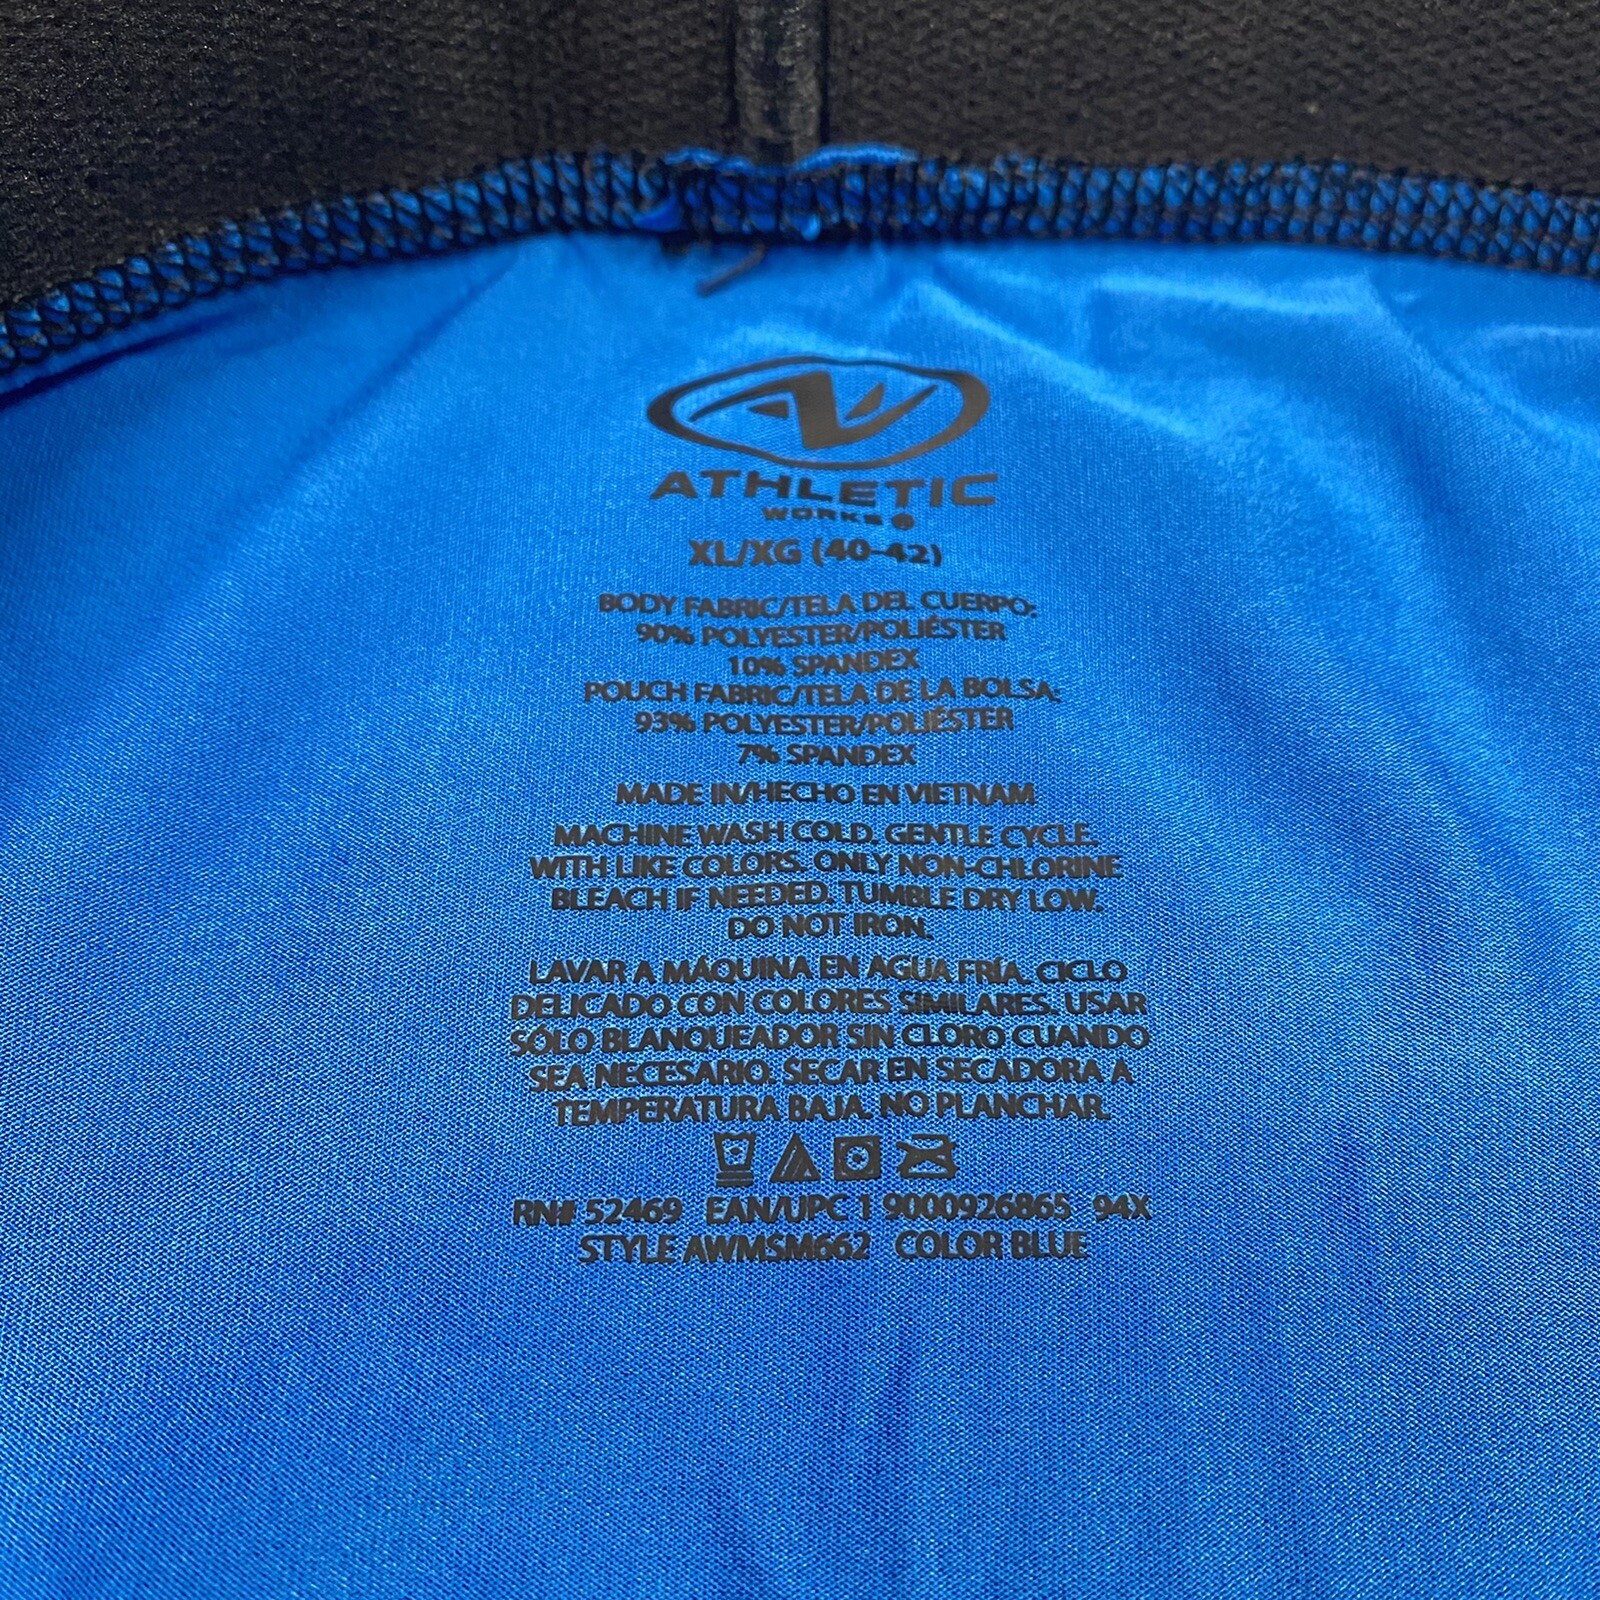 ATHLETIC
WORKS
XL/XG (40-42)
BODY FABRIC/TELA DEL CUERPO:
90% POLYESTER/POLIÉSTER
10% SPANDEX
POUCH FABRIC/TELA DE LA BOLSA:
93% POLYESTER/POLIÉSTER
7% SPANDEX
MADE IN/HECHO EN VIETNAM
MACHINE WASH COLD, GENTLE CYCLE.
WITH LIKE COLORS. ONLY NON-CHLORINE
BLEACH IF NEEDED. TUMBLE DRY LOW.
DO NOT IRON.
LAVAR A MÁQUINA EN AGUA FRÍA. CICLO
DELICADO CON COLORES SIMILARES. USAR
SÓLO BLANQUEADOR SIN CLORO CUANDO
SEA NECESARIO. SECAR EN SECADORA A
TEMPERATURA BAJA. NO PLANCHAR.
RN# 52469 EAN/UPC 1 9000926865 94X
STYLE AWMSM662 COLOR BLUE